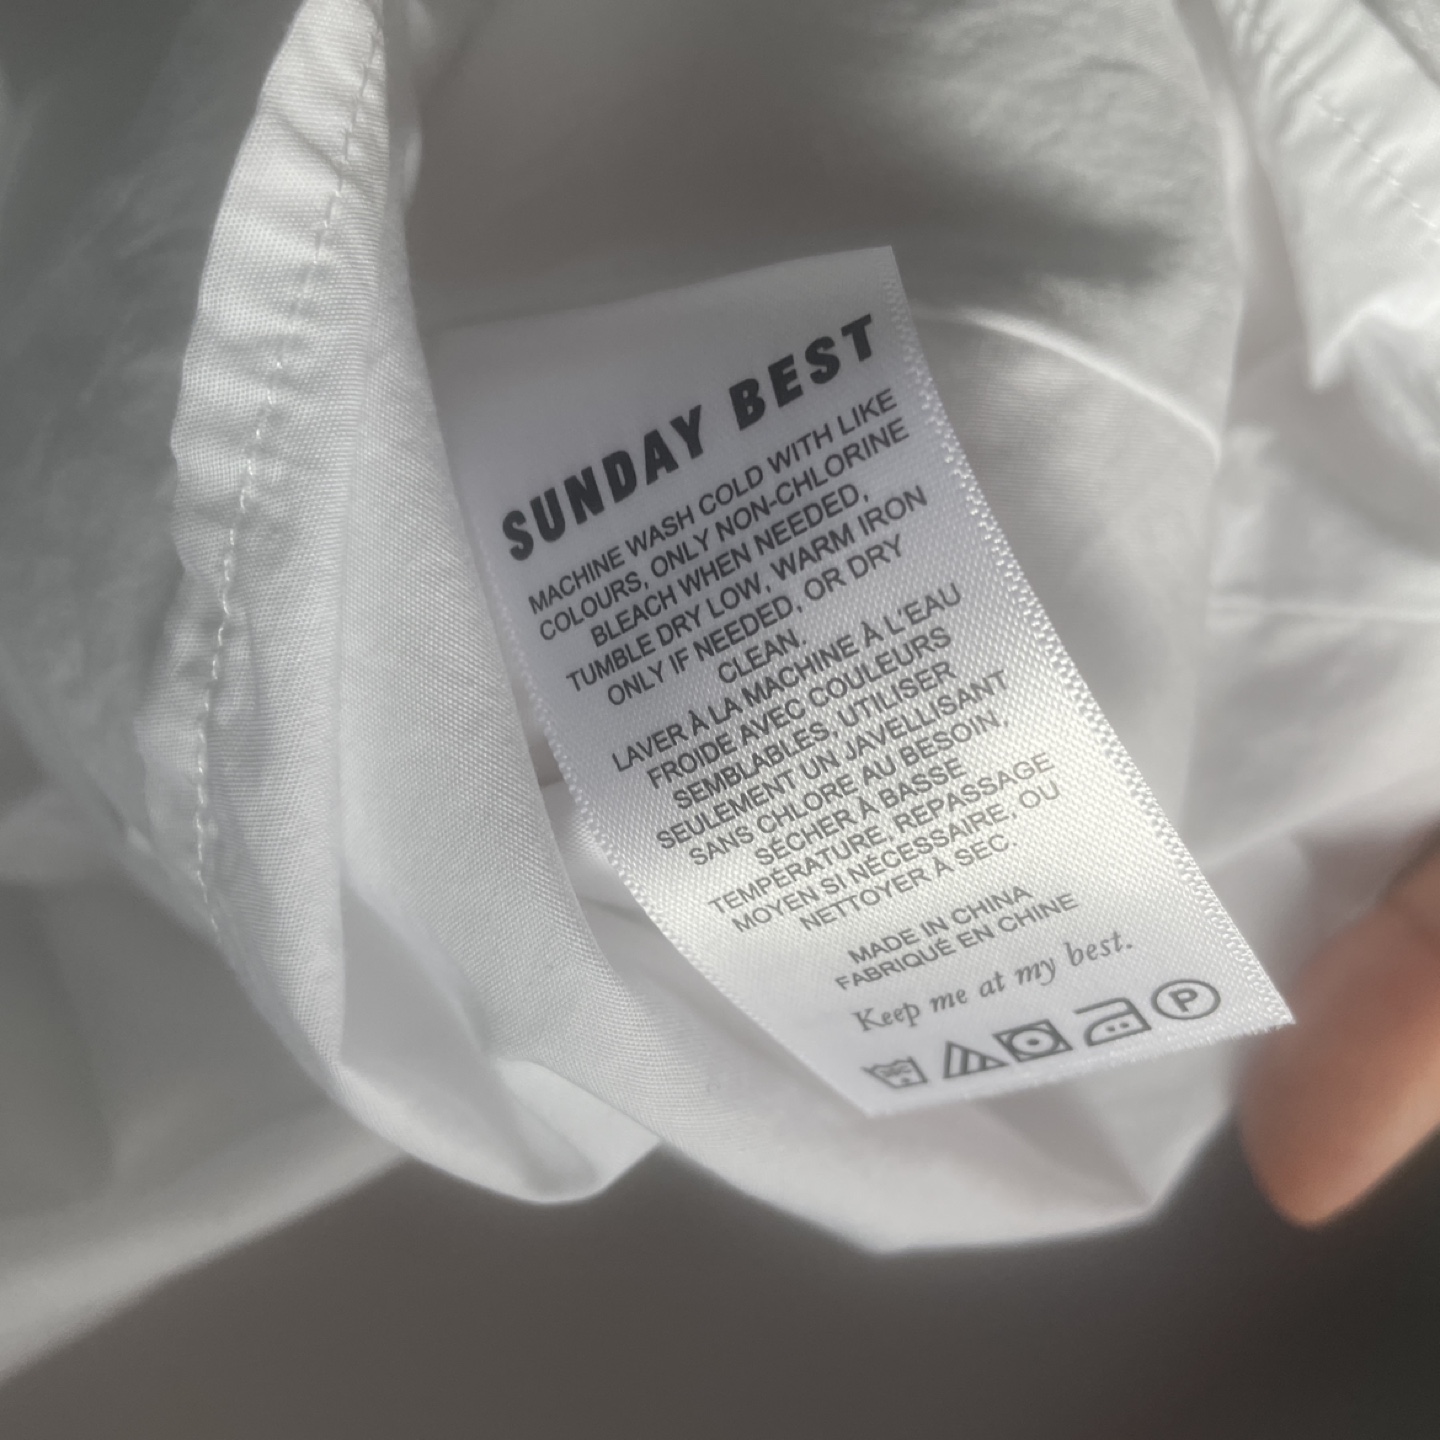 SUNDAY BEST
MACHINE WASH COLD WITH LIKE
COLOURS, ONLY NON-CHLORINE
BLEACH WHEN NEEDED,
TUMBLE DRY LOW, WARM IRON
ONLY IF NEEDED, OR DRY
CLEAN.
LAVER À LA MACHINE À L'EAU
FROIDE AVEC COULEURS
SEMBLABLES, UTILISER
SEULEMENT UN JAVELLISANT
SANS CHLORE AU BESOIN,
SÉCHER À BASSE
TEMPÉRATURE, REPASSAGE
MOYEN SI NÉCESSAIRE, OU
NETTOYER À SEC.
MADE IN CHINA
FABRIQUÉ EN CHINE
Keep me at my best.
P